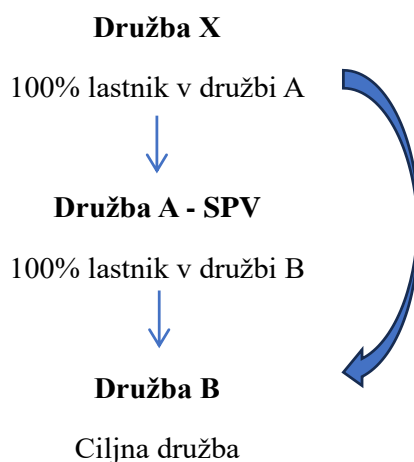 Družba X
100% lastnik v družbi A
Družba A - SPV
100% lastnik v družbi B
Družba B
Ciljna družba